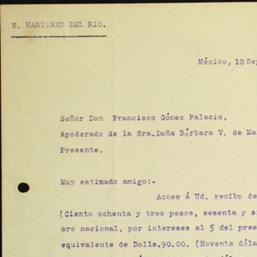 N. MARTINEZ DEL RIO.
México, 10 Sep
Señor Don Francisco Gómez Palacio,
Apoderado de la Sra.Doña Bárbara V. de Ma
Presente.
Muy estimado amigo:-
Acuso á Ud. recibo de
(Ciento ochenta y tres pesos, sesenta y s
oro nacional, por intereses al 5 del pres
equivalente de Dolls.90.00. (Noventa dóla